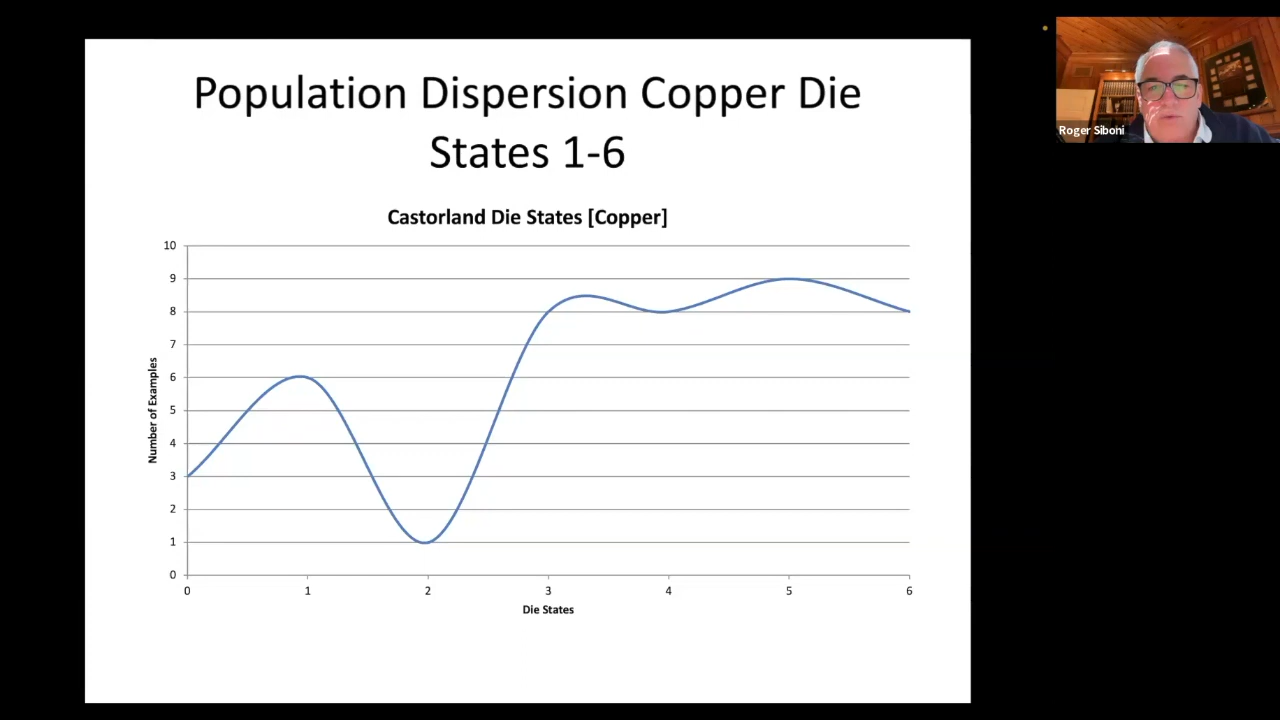 Population Dispersion Copper Die
States 1-6
Castorland Die States [Copper]
10
9
8
7
6
5
4
3
2
1
0
Number of Examples
0 1 2 3 4 5 6
Die States
Roger Siboni